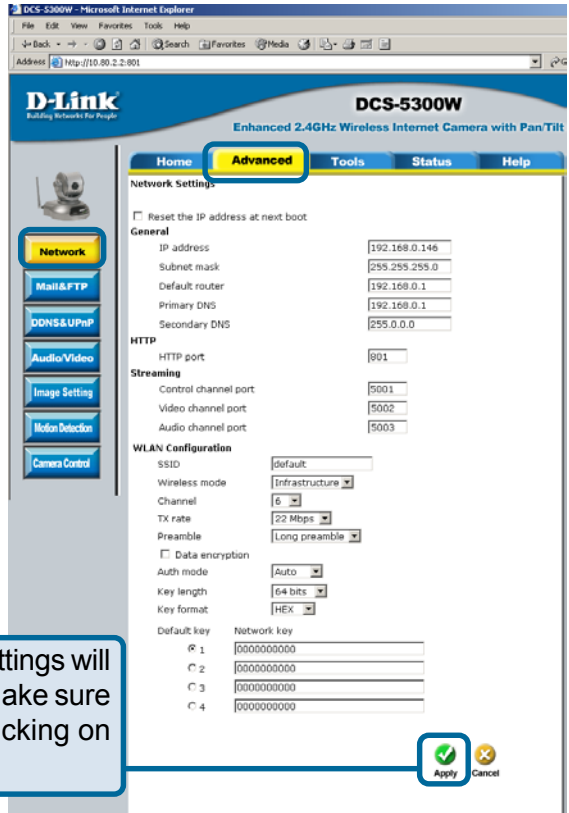 DCS-5300W - Microsoft Internet Explorer
File Edit View Favorites Tools Help
Back Search Favorites Media
Address http://10.80.2.2:801
D-Link
Building Networks For People
DCS-5300W
Enhanced 2.4GHz Wireless Internet Camera with Pan/Tilt
Home Advanced Tools Status Help
Network
Mail&FTP
DDNS&UPnP
Audio/Video
Image Setting
Motion Detection
Camera Control
Network Settings
Reset the IP address at next boot
General
IP address 192.168.0.146
Subnet mask 255.255.255.0
Default router 192.168.0.1
Primary DNS 192.168.0.1
Secondary DNS 255.0.0.0
HTTP
HTTP port 801
Streaming
Control channel port 5001
Video channel port 5002
Audio channel port 5003
WLAN Configuration
SSID default
Wireless mode Infrastructure
Channel 6
TX rate 22 Mbps
Preamble Long preamble
Data encryption
Auth mode Auto
Key length 64 bits
Key format HEX
Default key Network key
1 0000000000
2 0000000000
3 0000000000
4 0000000000
ttings will
ake sure
cking on
Apply Cancel